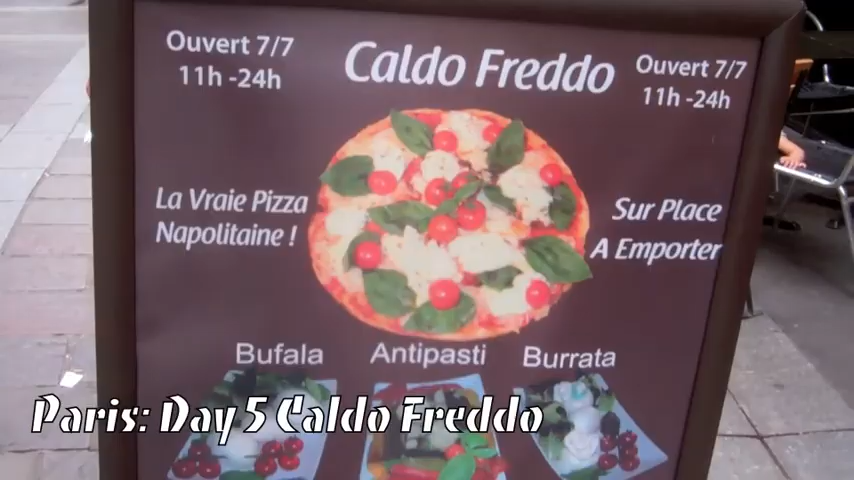 Ouvert 7/7
11h -24h
Caldo Freddo
Ouvert 7/7
11h -24h
La Vraie Pizza
Napolitaine !
Sur Place
A Emporter
Bufala
Antipasti
Burrata
Paris: Day 5 Caldo Freddo